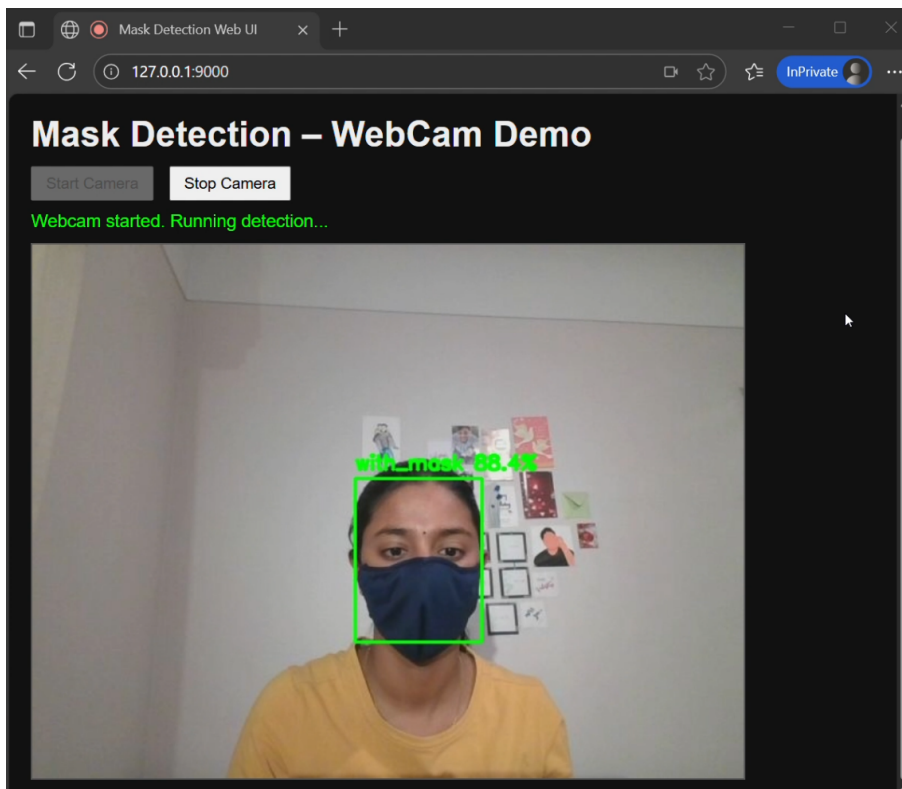 Mask Detection Web UI
127.0.0.1:9000
InPrivate
Mask Detection – WebCam Demo
Start Camera Stop Camera
Webcam started. Running detection...
with_mask 88.4%